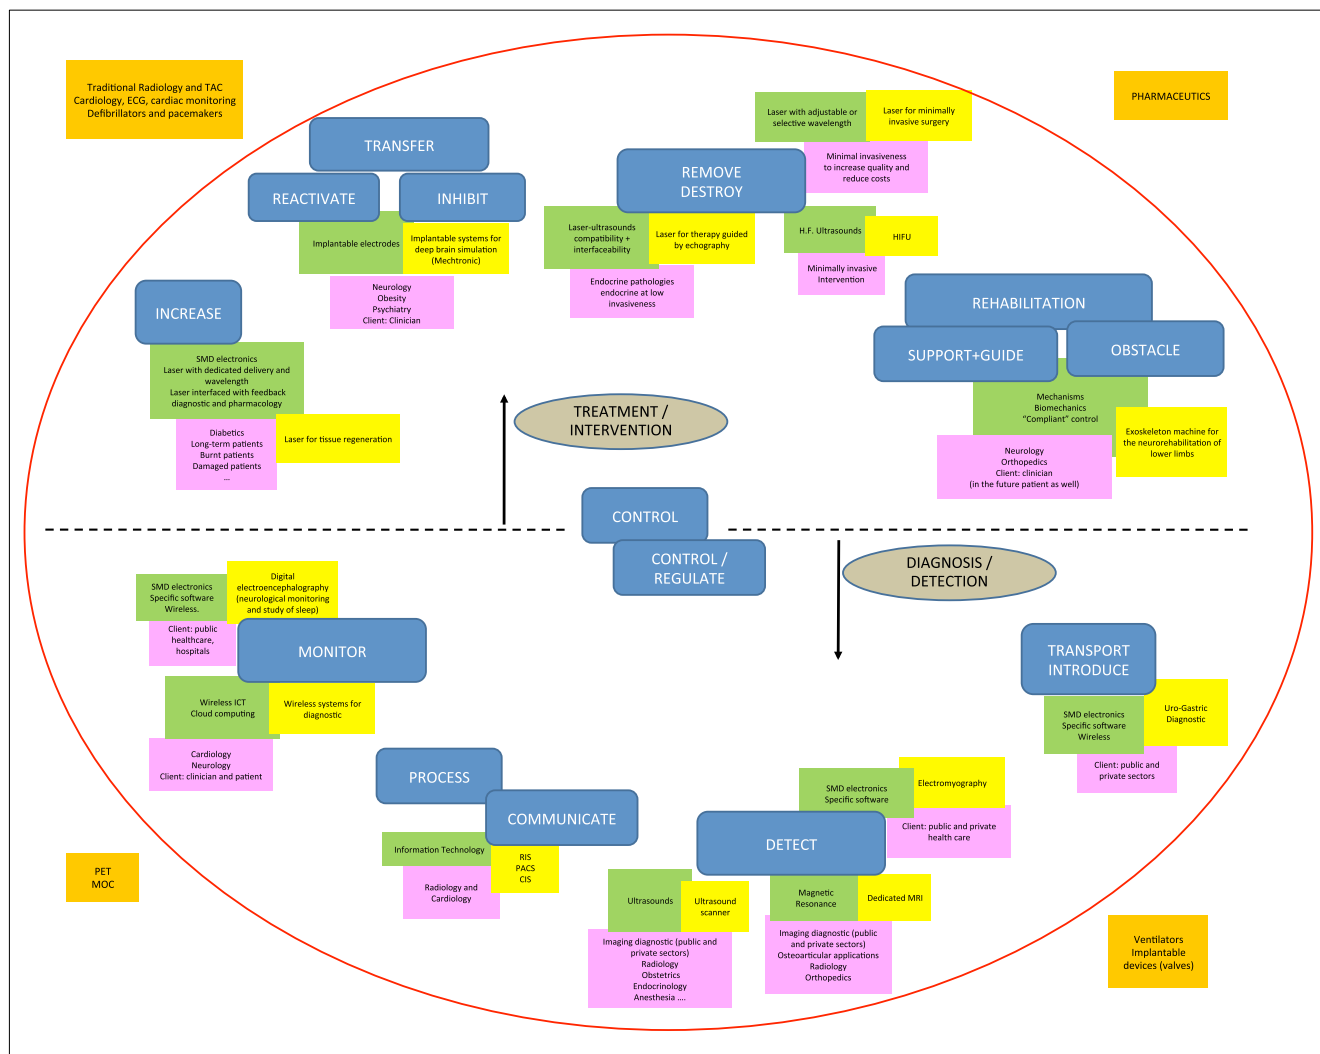 Traditional Radiology and TAC
Cardiology, ECG, cardiac monitoring
Defibrillators and pacemakers
PHARMACEUTICS
TRANSFER
REACTIVATE
INHIBIT
Implantable electrodes
Implantable systems for
deep brain simulation
(Mechtronic)
Neurology
Obesity
Psychiatry
Client: Clinician
Laser with adjustable or
selective wavelength
Laser for minimally
invasive surgery
Minimal invasiveness
to increase quality and
reduce costs
REMOVE
DESTROY
Laser-ultrasounds
compatibility +
interfaceability
Laser for therapy guided
by echography
Endocrine pathologies
endocrine at low
invasiveness
H.F. Ultrasounds
HIFU
Minimally invasive
Intervention
INCREASE
SMD electronics
Laser with dedicated delivery and
wavelength
Laser interfaced with feedback
diagnostic and pharmacology
Diabetics
Long-term patients
Burnt patients
Damaged patients
...
Laser for tissue regeneration
REHABILITATION
SUPPORT+GUIDE
OBSTACLE
Mechanisms
Biomechanics
“Compliant” control
Exoskeleton machine for
the neurorehabilitation of
lower limbs
Neurology
Orthopedics
Client: clinician
(in the future patient as well)
TREATMENT /
INTERVENTION
CONTROL
CONTROL /
REGULATE
DIAGNOSIS /
DETECTION
SMD electronics
Specific software
Wireless.
Digital
electroencephalography
(neurological monitoring
and study of sleep)
Client: public
healthcare,
hospitals
MONITOR
Wireless ICT
Cloud computing
Wireless systems for
diagnostic
Cardiology
Neurology
Client: clinician and patient
TRANSPORT
INTRODUCE
SMD electronics
Specific software
Wireless
Uro-Gastric
Diagnostic
Client: public and
private sectors
PROCESS
COMMUNICATE
Information Technology
RIS
PACS
CIS
Radiology and
Cardiology
SMD electronics
Specific software
Electromyography
Client: public and private
health care
DETECT
Ultrasounds
Ultrasound
scanner
Imaging diagnostic (public and
private sectors)
Radiology
Obstetrics
Endocrinology
Anesthesia ....
Magnetic
Resonance
Dedicated MRI
Imaging diagnostic (public
and private sectors)
Osteoarticular applications
Radiology
Orthopedics
PET
MOC
Ventilators
Implantable
devices (valves)